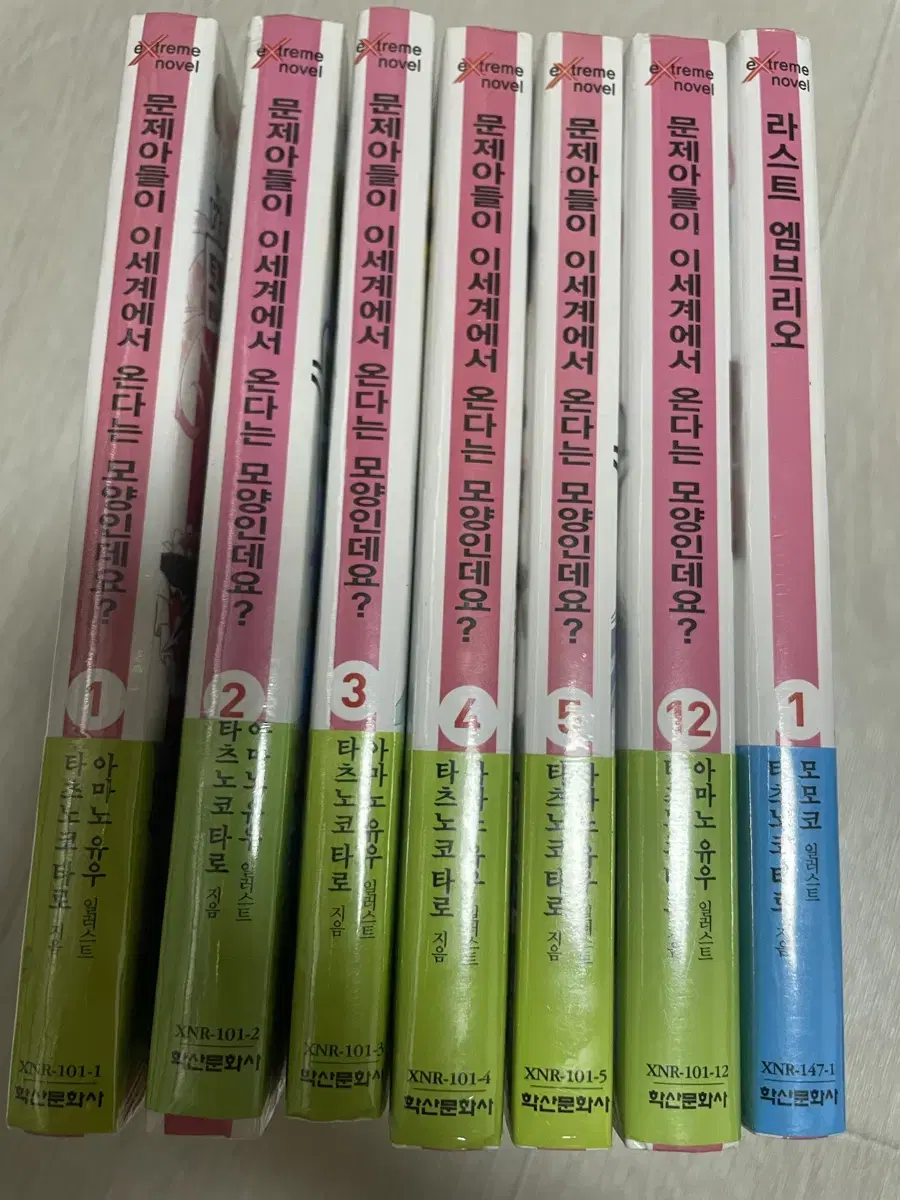 eXtreme
novel
문제아들이 이세계에서 온다는 모양인데요?
1
아마노 유우 일러스트
타츠노코 타로 지음
XNR-101-1
학산문화사
eXtreme
novel
문제아들이 이세계에서 온다는 모양인데요?
2
아마노 유우 일러스트
타츠노코 타로 지음
XNR-101-2
학산문화사
eXtreme
novel
문제아들이 이세계에서 온다는 모양인데요?
3
아마노 유우 일러스트
타츠노코 타로 지음
XNR-101-3
학산문화사
eXtreme
novel
문제아들이 이세계에서 온다는 모양인데요?
4
일러스트
타츠노코 타로 지음
XNR-101-4
학산문화사
eXtreme
novel
문제아들이 이세계에서 온다는 모양인데요?
5
타츠노코 타로 지음
XNR-101-5
학산문화사
eXtreme
novel
문제아들이 이세계에서 온다는 모양인데요?
12
아마노 유우 일러스트
지음
XNR-101-12
학산문화사
eXtreme
novel
라스트 엠브리오
1
모모코 일러스트
타츠노코 타로 지음
XNR-147-1
학산문화사